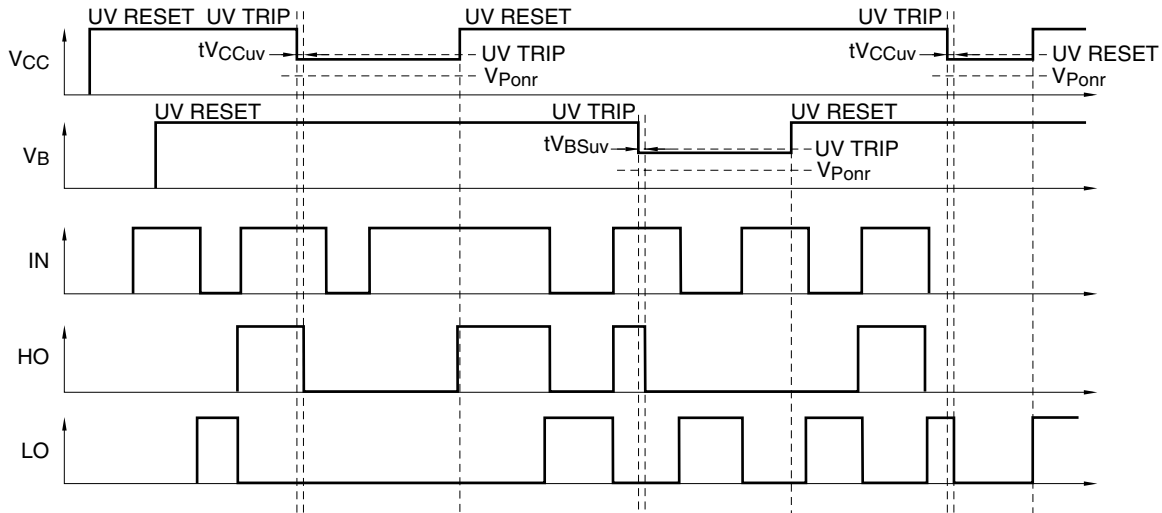 UV RESET UV TRIP UV RESET UV TRIP
VCC tVCCuv UV TRIP tVCCuv UV RESET
VPonr VPonr
UV RESET UV TRIP UV RESET
VB tVBSuv UV TRIP
VPonr
IN
HO
LO